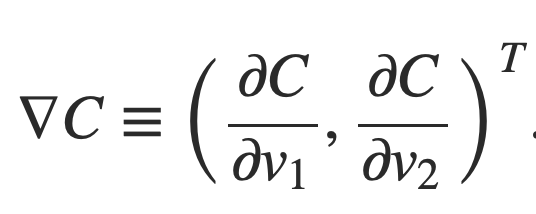 ∇C ≡ (∂C/∂v₁, ∂C/∂v₂)ᵀ.